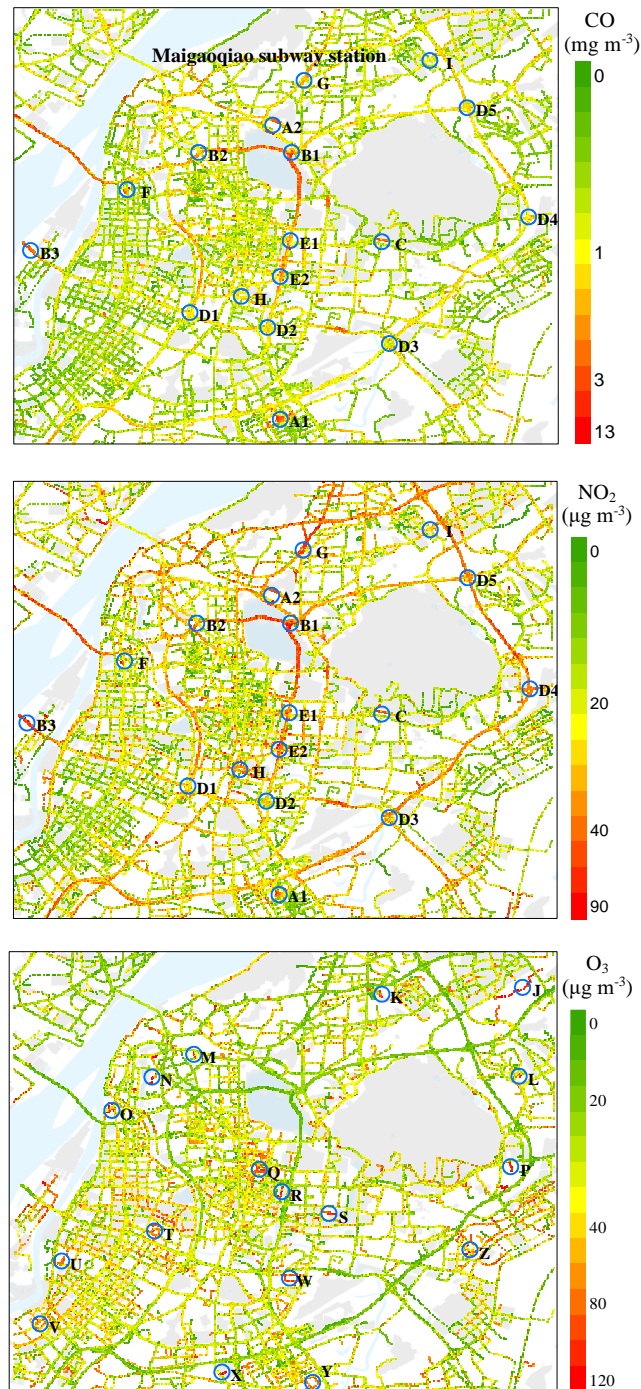 CO
(mg m⁻³)
Maigaoqiao subway station
I
G
0
D5
A2
B2
B1
F
D4
E1
C
B3
1
E2
H
D1
D2
D3
3
A1
13
NO₂
(μg m⁻³)
I
G
0
D5
A2
B2
B1
F
D4
20
E1
C
B3
E2
H
D1
D2
D3
40
A1
90
O₃
(μg m⁻³)
K
J
0
M
N
L
20
O
Q
P
R
S
T
40
Z
U
W
80
V
X
Y
120